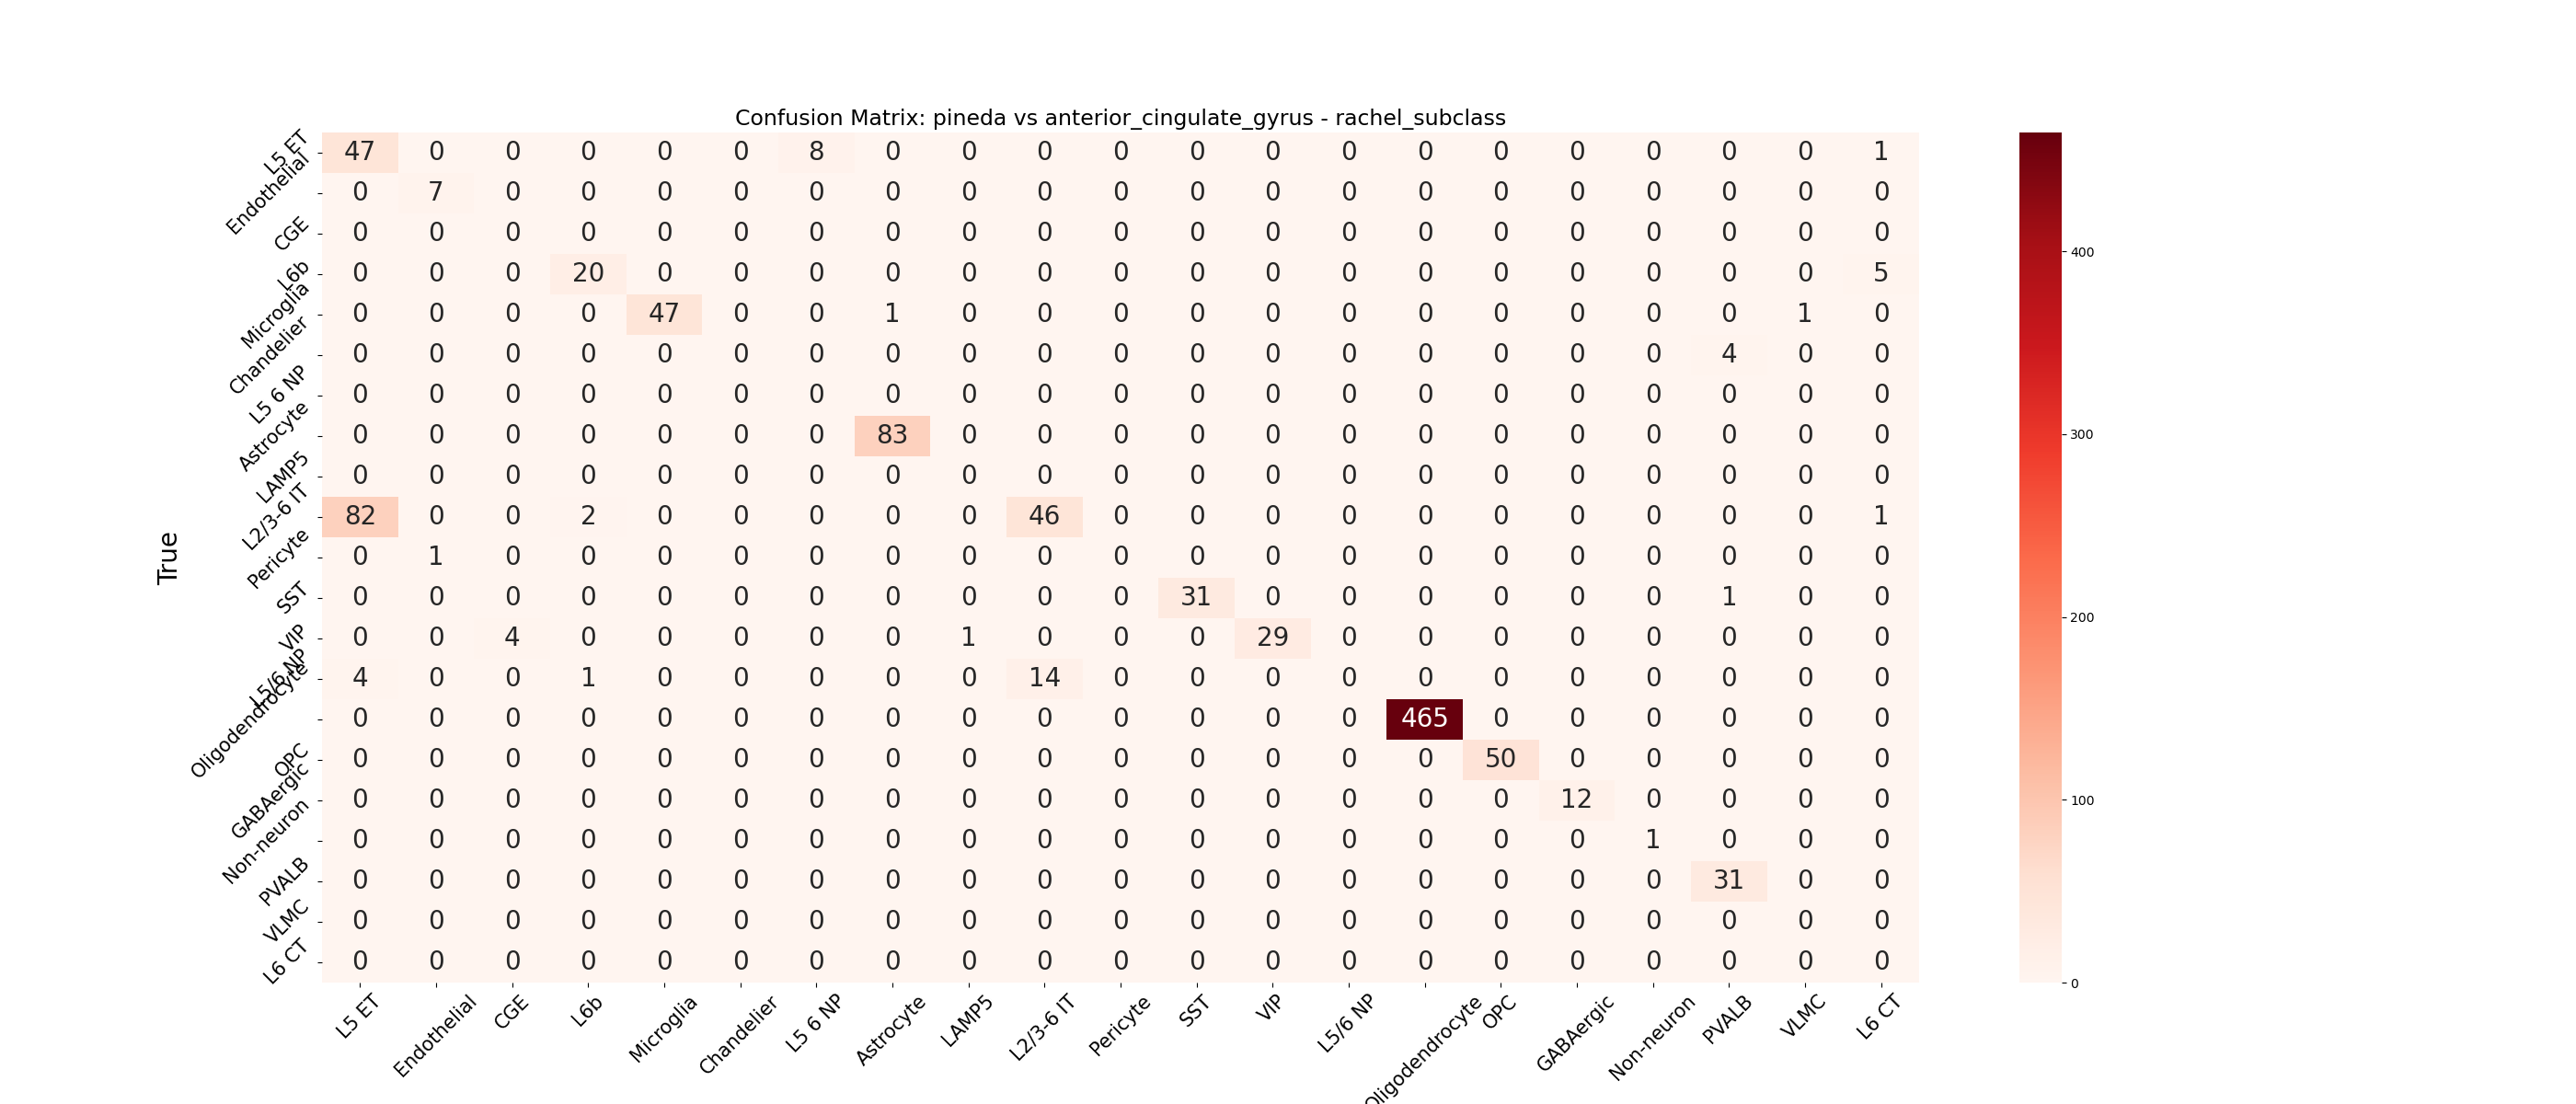 Confusion Matrix: pineda vs anterior_cingulate_gyrus - rachel_subclass
L5 ET 47 0 0 0 0 0 8 0 0 0 0 0 0 0 0 0 0 0 0 0 1
Endothelial 0 7 0 0 0 0 0 0 0 0 0 0 0 0 0 0 0 0 0 0 0
CGE 0 0 0 0 0 0 0 0 0 0 0 0 0 0 0 0 0 0 0 0 0
L6b 0 0 0 20 0 0 0 0 0 0 0 0 0 0 0 0 0 0 0 0 5
Microglia 0 0 0 0 47 0 0 1 0 0 0 0 0 0 0 0 0 0 0 1 0
Chandelier 0 0 0 0 0 0 0 0 0 0 0 0 0 0 0 0 0 0 4 0 0
L5 6 NP 0 0 0 0 0 0 0 0 0 0 0 0 0 0 0 0 0 0 0 0 0
Astrocyte 0 0 0 0 0 0 0 83 0 0 0 0 0 0 0 0 0 0 0 0 0
LAMP5 0 0 0 0 0 0 0 0 0 0 0 0 0 0 0 0 0 0 0 0 0
L2/3-6 IT 82 0 0 2 0 0 0 0 0 46 0 0 0 0 0 0 0 0 0 0 1
Pericyte 0 1 0 0 0 0 0 0 0 0 0 0 0 0 0 0 0 0 0 0 0
SST 0 0 0 0 0 0 0 0 0 0 0 31 0 0 0 0 0 0 1 0 0
VIP 0 0 4 0 0 0 0 0 1 0 0 0 29 0 0 0 0 0 0 0 0
L5/6 NP 4 0 0 1 0 0 0 0 0 14 0 0 0 0 0 0 0 0 0 0 0
Oligodendrocyte 0 0 0 0 0 0 0 0 0 0 0 0 0 0 465 0 0 0 0 0 0
OPC 0 0 0 0 0 0 0 0 0 0 0 0 0 0 0 50 0 0 0 0 0
GABAergic 0 0 0 0 0 0 0 0 0 0 0 0 0 0 0 0 12 0 0 0 0
Non-neuron 0 0 0 0 0 0 0 0 0 0 0 0 0 0 0 0 0 1 0 0 0
PVALB 0 0 0 0 0 0 0 0 0 0 0 0 0 0 0 0 0 0 31 0 0
VLMC 0 0 0 0 0 0 0 0 0 0 0 0 0 0 0 0 0 0 0 0 0
L6 CT 0 0 0 0 0 0 0 0 0 0 0 0 0 0 0 0 0 0 0 0 0
True
L5 ET Endothelial CGE L6b Microglia Chandelier L5 6 NP Astrocyte LAMP5 L2/3-6 IT Pericyte SST VIP L5/6 NP Oligodendrocyte OPC GABAergic Non-neuron PVALB VLMC L6 CT
400
300
200
100
0